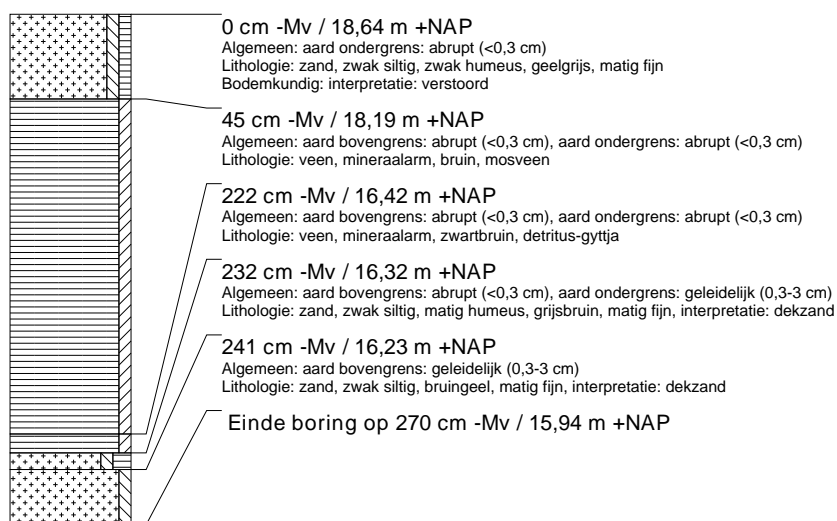 0 cm -Mv / 18,64 m +NAP
Algemeen: aard ondergrens: abrupt (<0,3 cm)
Lithologie: zand, zwak siltig, zwak humeus, geelgrijs, matig fijn
Bodemkundig: interpretatie: verstoord
45 cm -Mv / 18,19 m +NAP
Algemeen: aard bovengrens: abrupt (<0,3 cm), aard ondergrens: abrupt (<0,3 cm)
Lithologie: veen, mineraalarm, bruin, mosveen
222 cm -Mv / 16,42 m +NAP
Algemeen: aard bovengrens: abrupt (<0,3 cm), aard ondergrens: abrupt (<0,3 cm)
Lithologie: veen, mineraalarm, zwartbruin, detritus-gyttja
232 cm -Mv / 16,32 m +NAP
Algemeen: aard bovengrens: abrupt (<0,3 cm), aard ondergrens: geleidelijk (0,3-3 cm)
Lithologie: zand, zwak siltig, matig humeus, grijsbruin, matig fijn, interpretatie: dekzand
241 cm -Mv / 16,23 m +NAP
Algemeen: aard bovengrens: geleidelijk (0,3-3 cm)
Lithologie: zand, zwak siltig, bruingeel, matig fijn, interpretatie: dekzand
Einde boring op 270 cm -Mv / 15,94 m +NAP